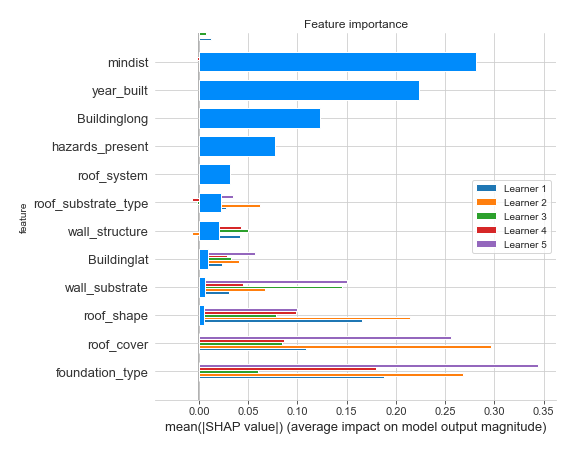 Feature importance
mindist
year_built
Buildinglong
hazards_present
roof_system
roof_substrate_type
wall_structure
Buildinglat
wall_substrate
roof_shape
roof_cover
foundation_type
feature
Learner 1
Learner 2
Learner 3
Learner 4
Learner 5
0.00 0.05 0.10 0.15 0.20 0.25 0.30 0.35
mean(|SHAP value|) (average impact on model output magnitude)